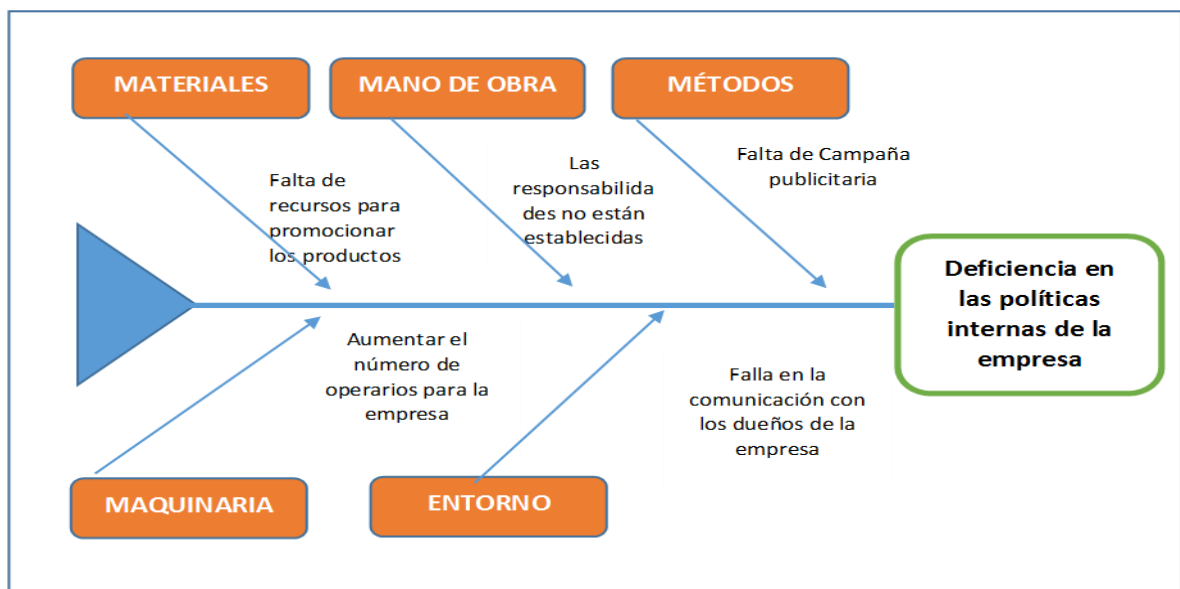 MATERIALES
MANO DE OBRA
MÉTODOS
Falta de
recursos para
promocionar
los productos
Las
responsabilida
des no están
establecidas
Falta de Campaña
publicitaria
Deficiencia en
las políticas
internas de la
empresa
Aumentar el
número de
operarios para la
empresa
Falla en la
comunicación con
los dueños de la
empresa
MAQUINARIA
ENTORNO